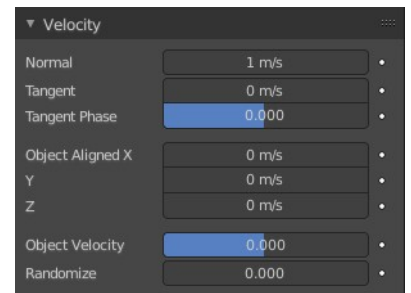 Velocity
Normal 1 m/s
Tangent 0 m/s
Tangent Phase 0.000
Object Aligned X 0 m/s
Y 0 m/s
Z 0 m/s
Object Velocity 0.000
Randomize 0.000